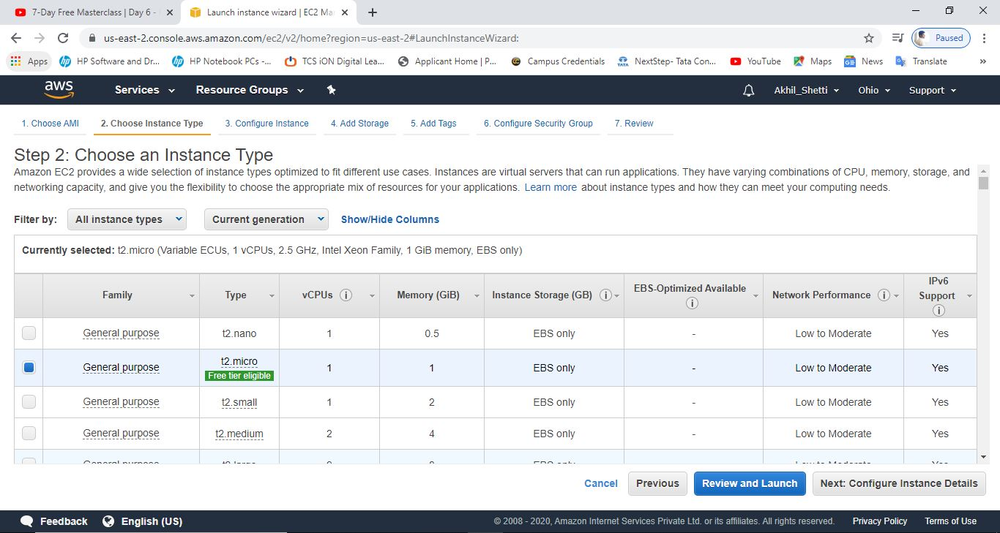 7-Day Free Masterclass | Day 6 -
Launch instance wizard | EC2 Ma
us-east-2.console.aws.amazon.com/ec2/v2/home?region=us-east-2#LaunchInstanceWizard:
Paused
Apps HP Software and Dr... HP Notebook PCs -... TCS iON Digital Lea... Applicant Home | P... Campus Credentials NextStep- Tata Con... YouTube Maps News Translate »
aws Services Resource Groups Akhil_Shetti Ohio Support
1. Choose AMI 2. Choose Instance Type 3. Configure Instance 4. Add Storage 5. Add Tags 6. Configure Security Group 7. Review
Step 2: Choose an Instance Type
Amazon EC2 provides a wide selection of instance types optimized to fit different use cases. Instances are virtual servers that can run applications. They have varying combinations of CPU, memory, storage, and
networking capacity, and give you the flexibility to choose the appropriate mix of resources for your applications. Learn more about instance types and how they can meet your computing needs.
Filter by: All instance types Current generation Show/Hide Columns
Currently selected: t2.micro (Variable ECUs, 1 vCPUs, 2.5 GHz, Intel Xeon Family, 1 GiB memory, EBS only)
Family Type vCPUs Memory (GiB) Instance Storage (GB) EBS-Optimized Available Network Performance IPv6 Support
General purpose t2.nano 1 0.5 EBS only - Low to Moderate Yes
General purpose t2.micro 1 1 EBS only - Low to Moderate Yes
Free tier eligible
General purpose t2.small 1 2 EBS only - Low to Moderate Yes
General purpose t2.medium 2 4 EBS only - Low to Moderate Yes
General purpose t2.large EBS only Low to Moderate Yes
Cancel Previous Review and Launch Next: Configure Instance Details
Feedback English (US) © 2008 - 2020, Amazon Internet Services Private Ltd. or its affiliates. All rights reserved. Privacy Policy Terms of Use